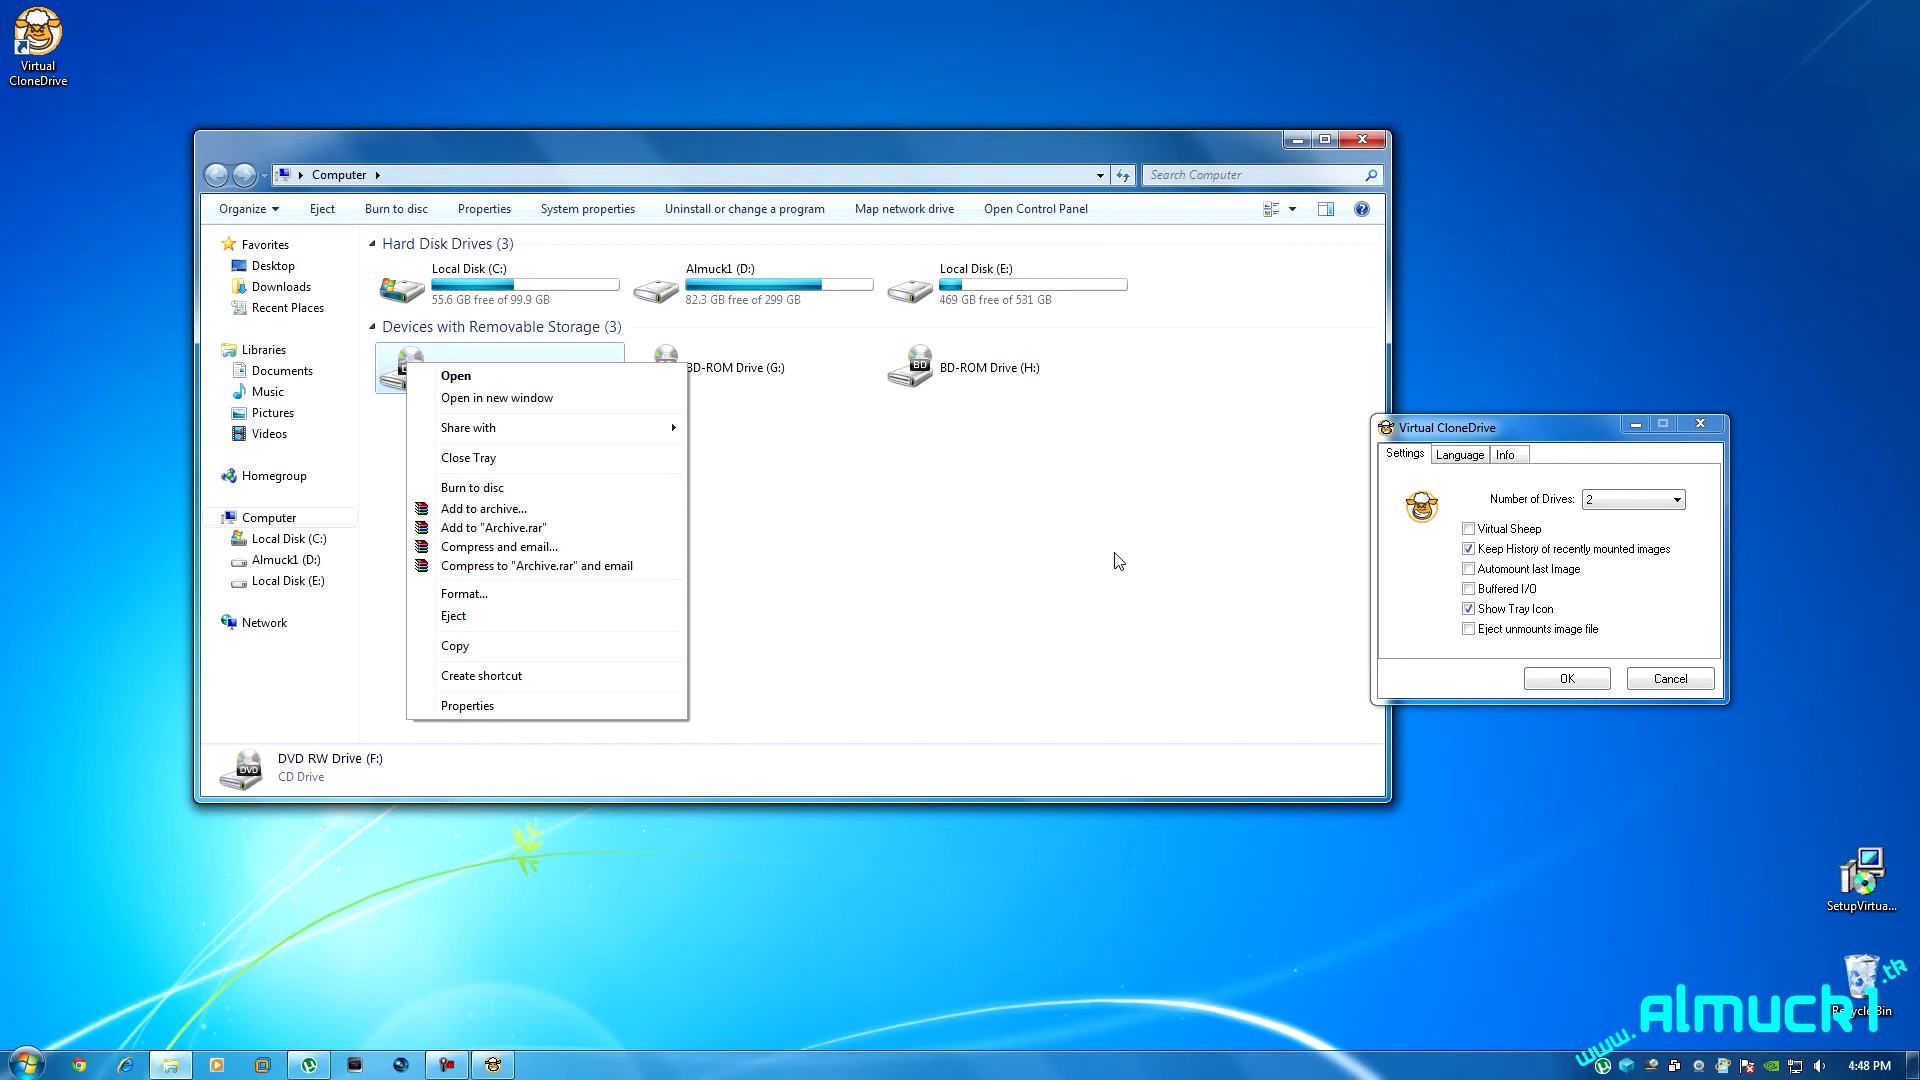 Virtual
CloneDrive
Computer
Search Computer
Organize
Eject
Burn to disc
Properties
System properties
Uninstall or change a program
Map network drive
Open Control Panel
Favorites
Desktop
Downloads
Recent Places
Libraries
Documents
Music
Pictures
Videos
Homegroup
Computer
Local Disk (C:)
Almuck1 (D:)
Local Disk (E:)
Network
Hard Disk Drives (3)
Local Disk (C:)
55.6 GB free of 99.9 GB
Almuck1 (D:)
82.3 GB free of 299 GB
Local Disk (E:)
469 GB free of 531 GB
Devices with Removable Storage (3)
BD-ROM Drive (G:)
BD
BD-ROM Drive (H:)
Open
Open in new window
Share with
Close Tray
Burn to disc
Add to archive...
Add to "Archive.rar"
Compress and email...
Compress to "Archive.rar" and email
Format...
Eject
Copy
Create shortcut
Properties
DVD
DVD RW Drive (F:)
CD Drive
Virtual CloneDrive
Settings
Language
Info
Number of Drives:
2
Virtual Sheep
Keep History of recently mounted images
Automount last Image
Buffered I/O
Show Tray Icon
Eject unmounts image file
OK
Cancel
SetupVirtua...
Recycle Bin
www.almuck1.tk
4:48 PM